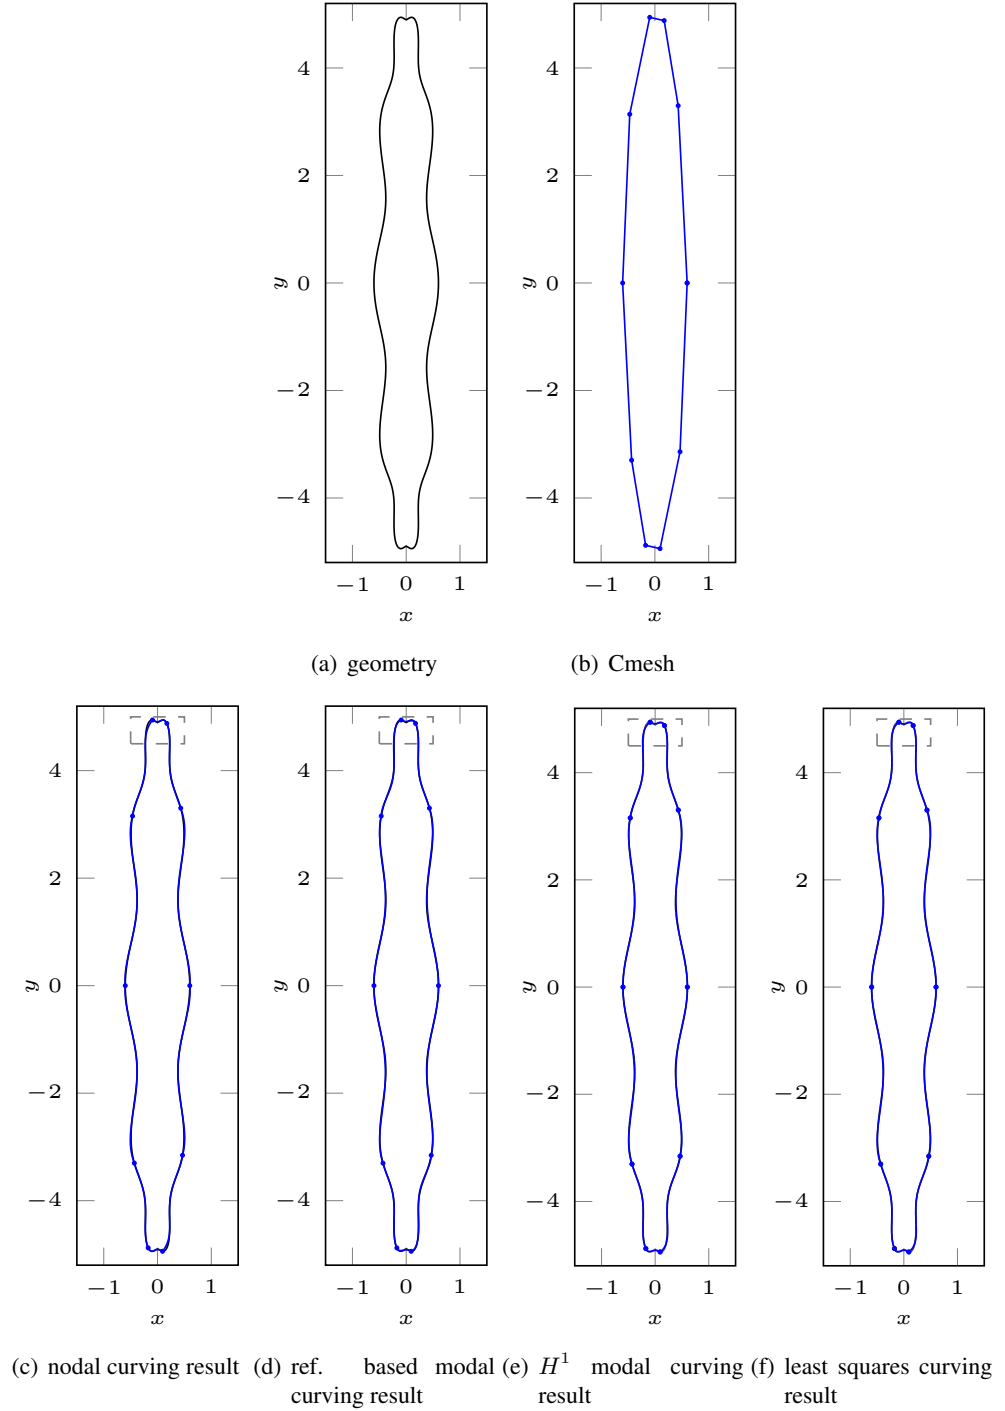 4
2
0
−2
−4
y
−1 0 1
x
(a) geometry
4
2
0
−2
−4
y
−1 0 1
x
(b) Cmesh
4
2
0
−2
−4
y
−1 0 1
x
(c) nodal curving result
4
2
0
−2
−4
y
−1 0 1
x
(d) ref. based modal
curving result
4
2
0
−2
−4
y
−1 0 1
x
(e) H¹ modal curving
result
4
2
0
−2
−4
y
−1 0 1
x
(f) least squares curving
result